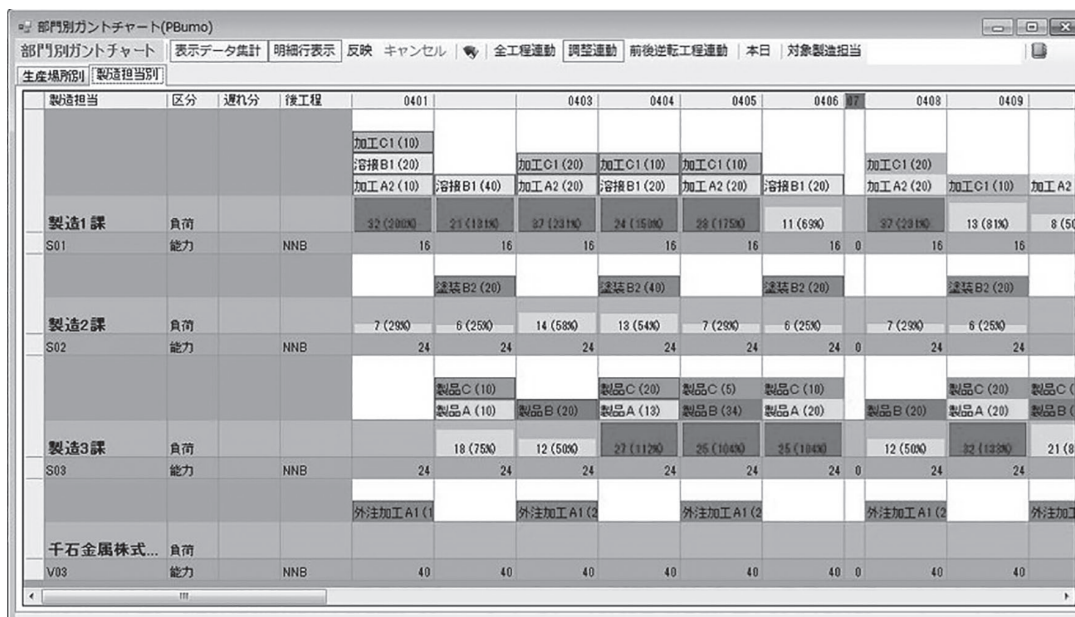 部門別ガントチャート(PBumo)
部門別ガントチャート 表示データ集計 明細行表示 反映 キャンセル 全工程連動 調整連動 前後逆転工程連動 本日 対象製造担当
生産場所別 製造担当別
製造担当 区分 遅れ分 後工程 0401 0403 0404 0405 0406 07 0408 0409
加工C1 (10)
溶接B1 (20) 加工C1 (20) 加工C1 (10) 加工C1 (10) 加工C1 (20)
加工A2 (10) 溶接B1 (40) 加工A2 (20) 溶接B1 (20) 加工A2 (20) 溶接B1 (20) 加工A2 (20) 加工C1 (10) 加工A2
製造1課 負荷 32 (200%) 21 (131%) 37 (231%) 24 (150%) 28 (175%) 11 (69%) 37 (231%) 13 (81%) 8 (50
S01 能力 NNB 16 16 16 16 16 16 0 16 16
塗装B2 (20) 塗装B2 (40) 塗装B2 (20) 塗装B2 (20)
製造2課 負荷 7 (29%) 6 (25%) 14 (58%) 13 (54%) 7 (29%) 6 (25%) 7 (29%) 6 (25%)
S02 能力 NNB 24 24 24 24 24 24 0 24 24
製品C (10) 製品C (20) 製品C (5) 製品C (10) 製品C (20) 製品C (
製品A (10) 製品B (20) 製品A (13) 製品B (34) 製品A (20) 製品B (20) 製品A (20) 製品B (
製造3課 負荷 18 (75%) 12 (50%) 27 (112%) 25 (104%) 25 (104%) 12 (50%) 32 (133%) 21 (8
S03 能力 NNB 24 24 24 24 24 24 0 24 24
外注加工A1 (1 外注加工A1 (2 外注加工A1 (2 外注加工A1 (2 外注加工
千石金属株式... 負荷
V03 能力 NNB 40 40 40 40 40 40 0 40 40